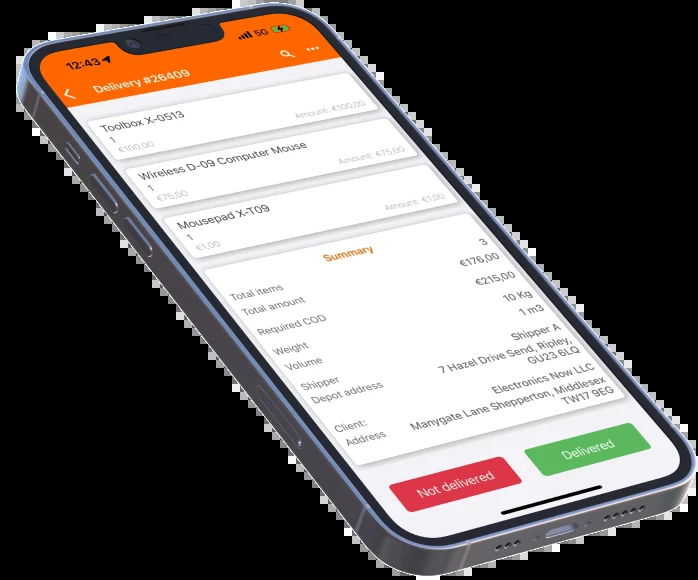 12:43
5G
Delivery #26409
Toolbox X-0513
1
€100,00 Amount: €100,00
Wireless D-09 Computer Mouse
1
€75,00 Amount: €75,00
Mousepad X-T09
1
€1,00 Amount: €1,00
Summary
Total items 3
Total amount €176,00
Required COD €215,00
Weight 10 Kg
Volume 1 m3
Shipper Shipper A
Depot address 7 Hazel Drive Send, Ripley,
GU23 6LQ
Client: Electronics Now LLC
Address Manygate Lane Shepperton, Middlesex
TW17 9EG
Not delivered Delivered